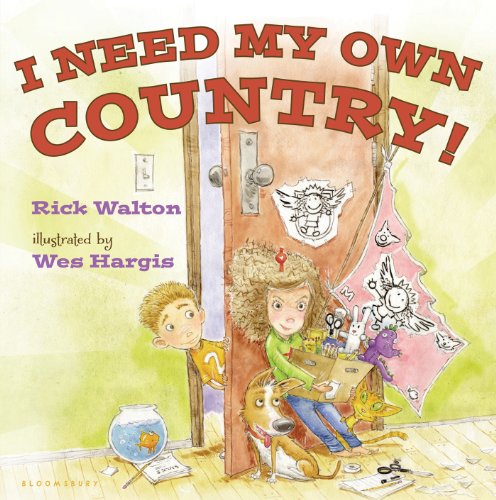 I NEED MY OWN
COUNTRY!
Rick Walton
illustrated by
Wes Hargis
BLOOMSBURY